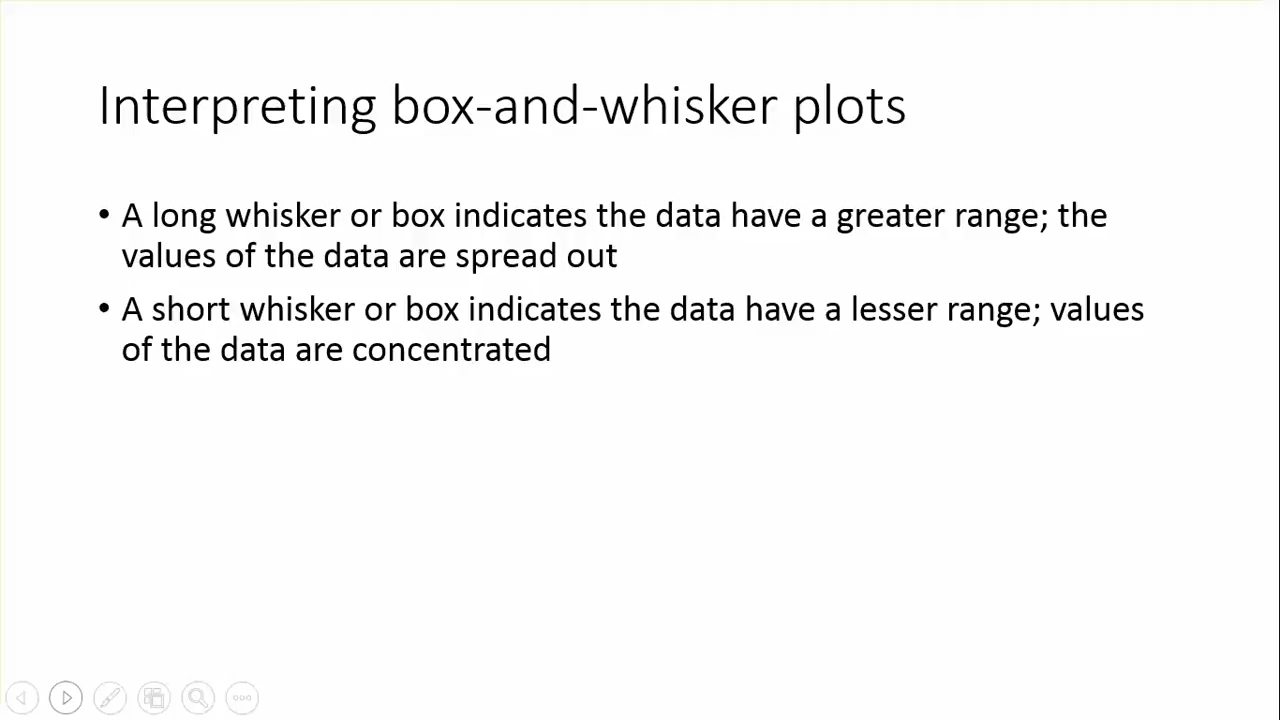 Interpreting box-and-whisker plots
• A long whisker or box indicates the data have a greater range; the
values of the data are spread out
• A short whisker or box indicates the data have a lesser range; values
of the data are concentrated